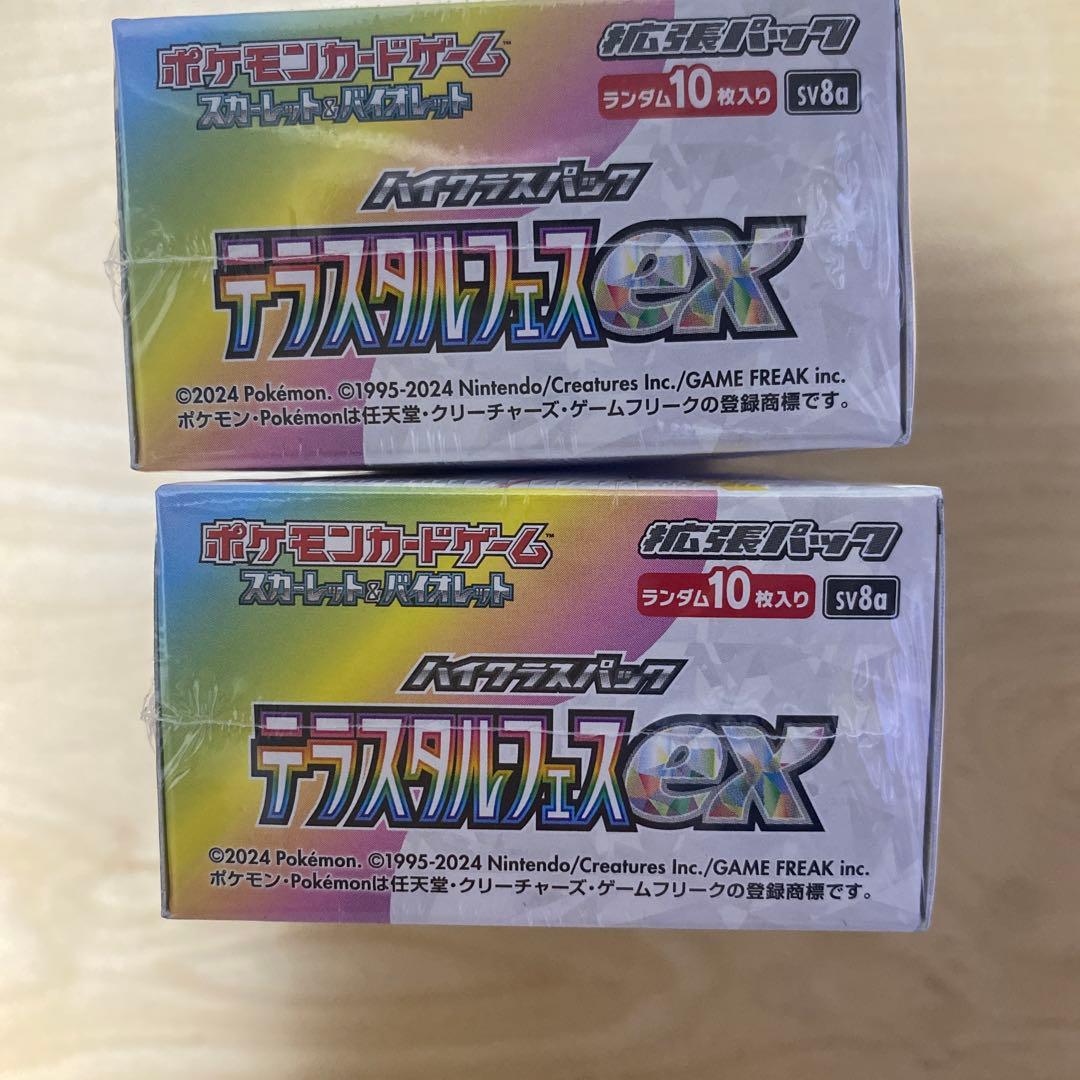 ポケモンカードゲーム™
スカーレット&バイオレット
拡張パック
ランダム10枚入り SV8a
ハイクラスパック
テラスタルフェスex
©2024 Pokémon. ©1995-2024 Nintendo/Creatures Inc./GAME FREAK inc.
ポケモン・Pokémonは任天堂・クリーチャーズ・ゲームフリークの登録商標です。
ポケモンカードゲーム™
スカーレット&バイオレット
拡張パック
ランダム10枚入り SV8a
ハイクラスパック
テラスタルフェスex
©2024 Pokémon. ©1995-2024 Nintendo/Creatures Inc./GAME FREAK inc.
ポケモン・Pokémonは任天堂・クリーチャーズ・ゲームフリークの登録商標です。